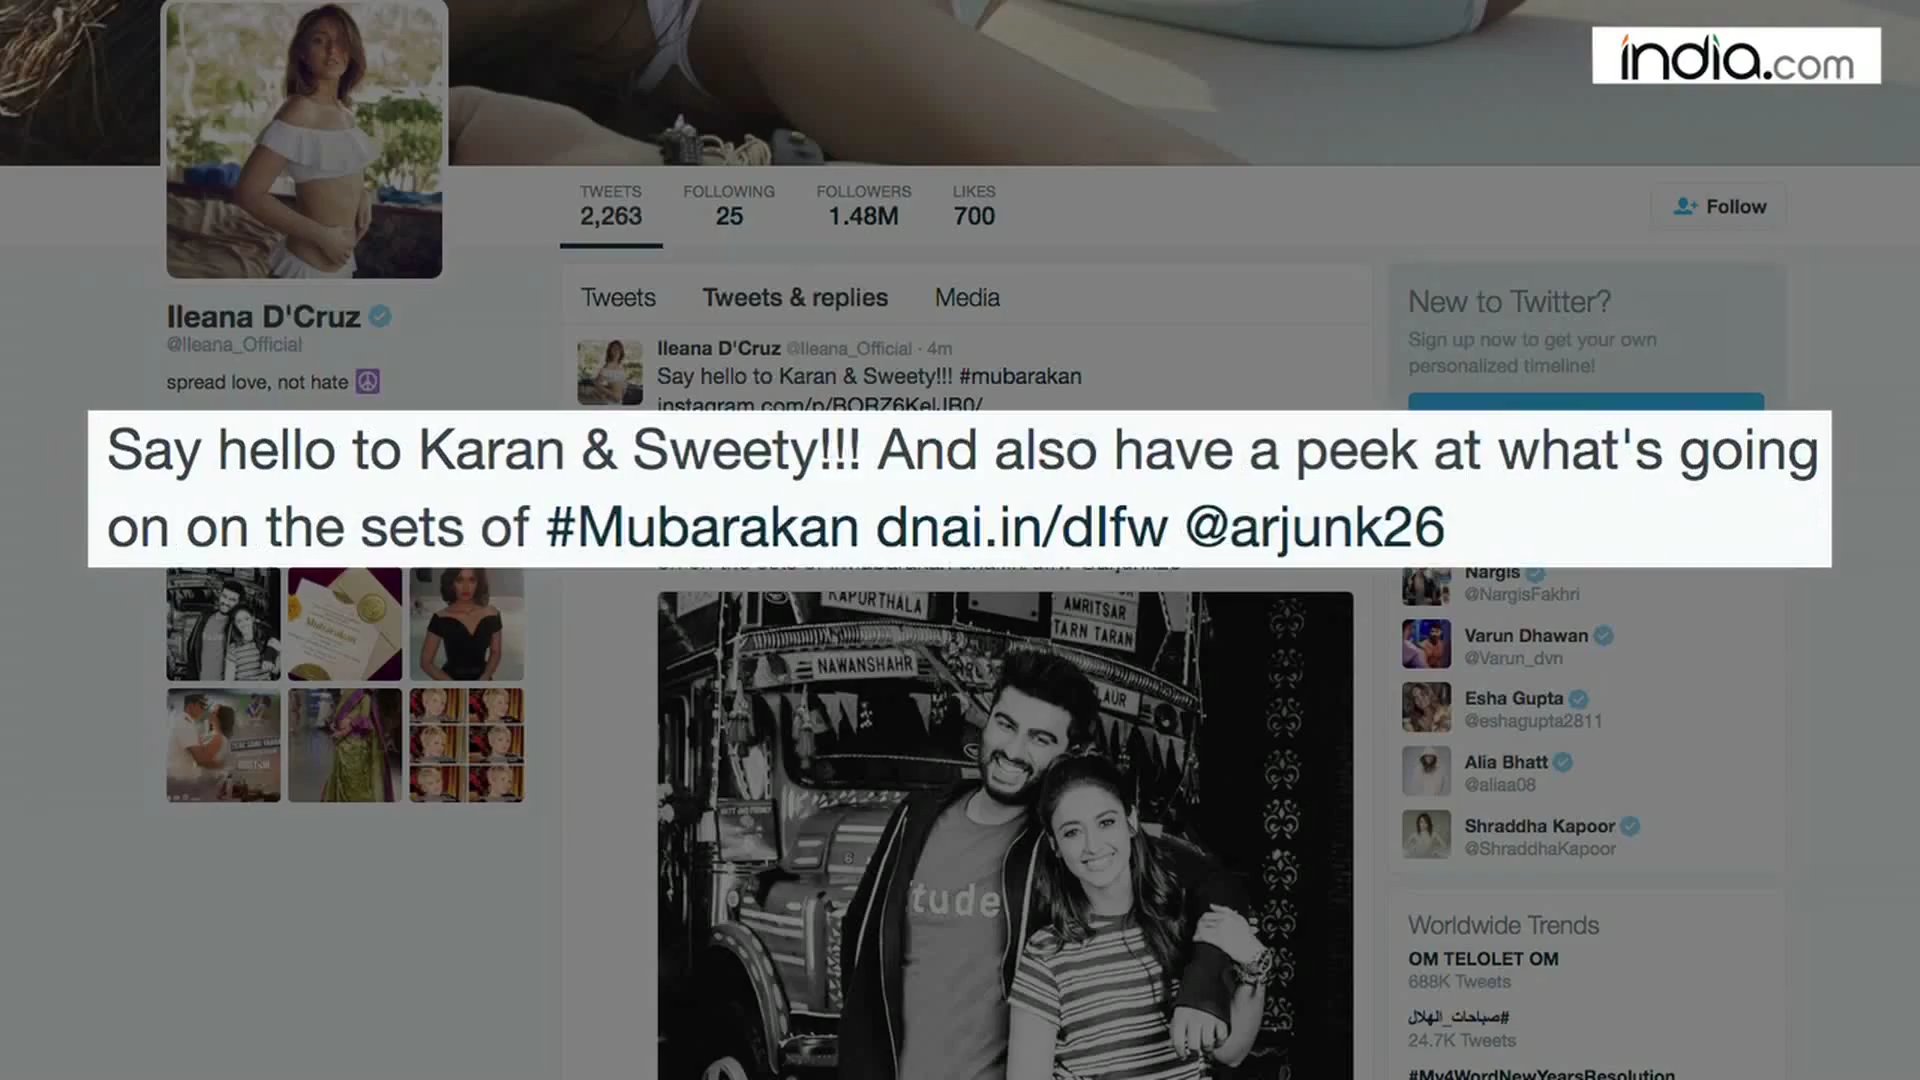 india.com
TWEETS FOLLOWING FOLLOWERS LIKES
2,263 25 1.48M 700
Follow
Ileana D'Cruz
@Ileana_Official
spread love, not hate
Tweets Tweets & replies Media
Ileana D'Cruz @Ileana_Official · 4m
Say hello to Karan & Sweety!!! #mubarakan
New to Twitter?
Sign up now to get your own
personalized timeline!
Say hello to Karan & Sweety!!! And also have a peek at what's going
on on the sets of #Mubarakan dnai.in/dIfw @arjunk26
Mubarakan
KAPURTHALA
AMRITSAR
TARN TARAN
NAWANSHAHR
tude
Nargis
@NargisFakhri
Varun Dhawan
@Varun_dvn
Esha Gupta
@eshagupta2811
Alia Bhatt
@aliaa08
Shraddha Kapoor
@ShraddhaKapoor
Worldwide Trends
OM TELOLET OM
688K Tweets
#صباحات_الهلال
24.7K Tweets
#My4WordNewYearsResolution